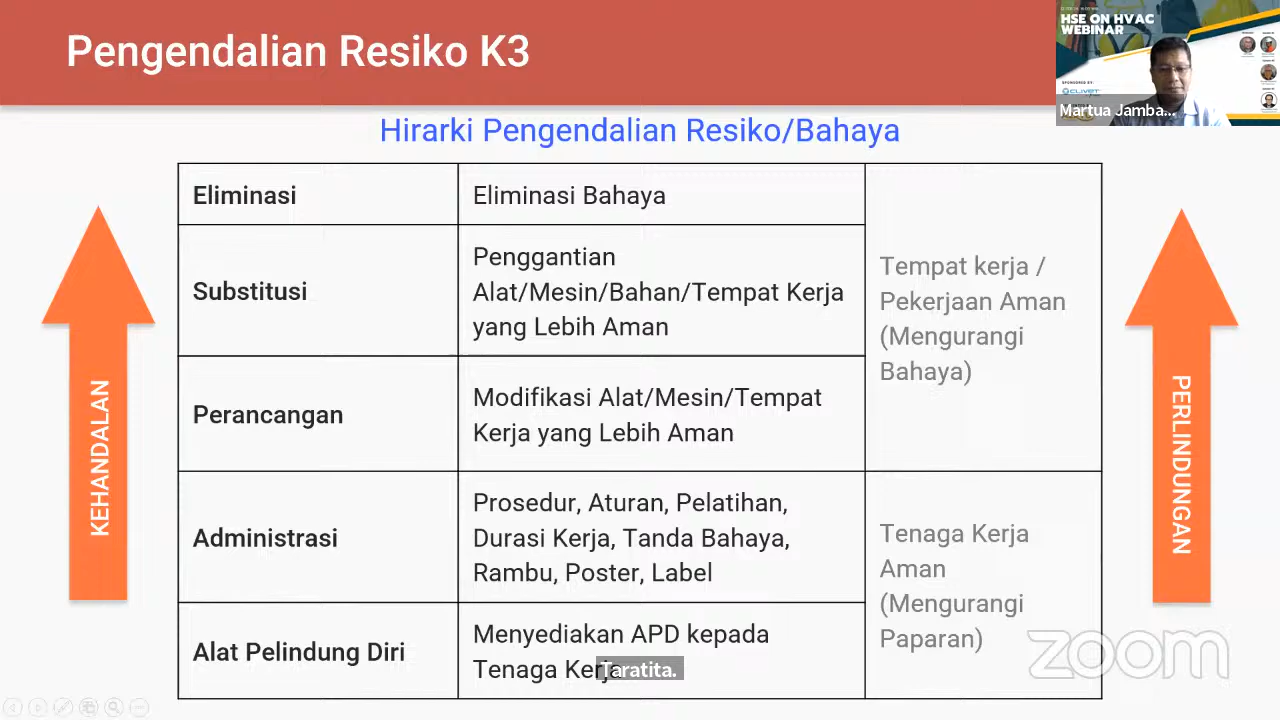 Pengendalian Resiko K3
HSE ON HVAC
WEBINAR
SPONSORED BY:
CLIVET
Martua Jamba...
Hirarki Pengendalian Resiko/Bahaya
KEHANDALAN
Eliminasi
Eliminasi Bahaya
Substitusi
Penggantian
Alat/Mesin/Bahan/Tempat Kerja
yang Lebih Aman
Perancangan
Modifikasi Alat/Mesin/Tempat
Kerja yang Lebih Aman
Tempat kerja /
Pekerjaan Aman
(Mengurangi
Bahaya)
Administrasi
Prosedur, Aturan, Pelatihan,
Durasi Kerja, Tanda Bahaya,
Rambu, Poster, Label
Alat Pelindung Diri
Menyediakan APD kepada
Tenaga Kerja
Tenaga Kerja
Aman
(Mengurangi
Paparan)
PERLINDUNGAN
Taratita.
zoom